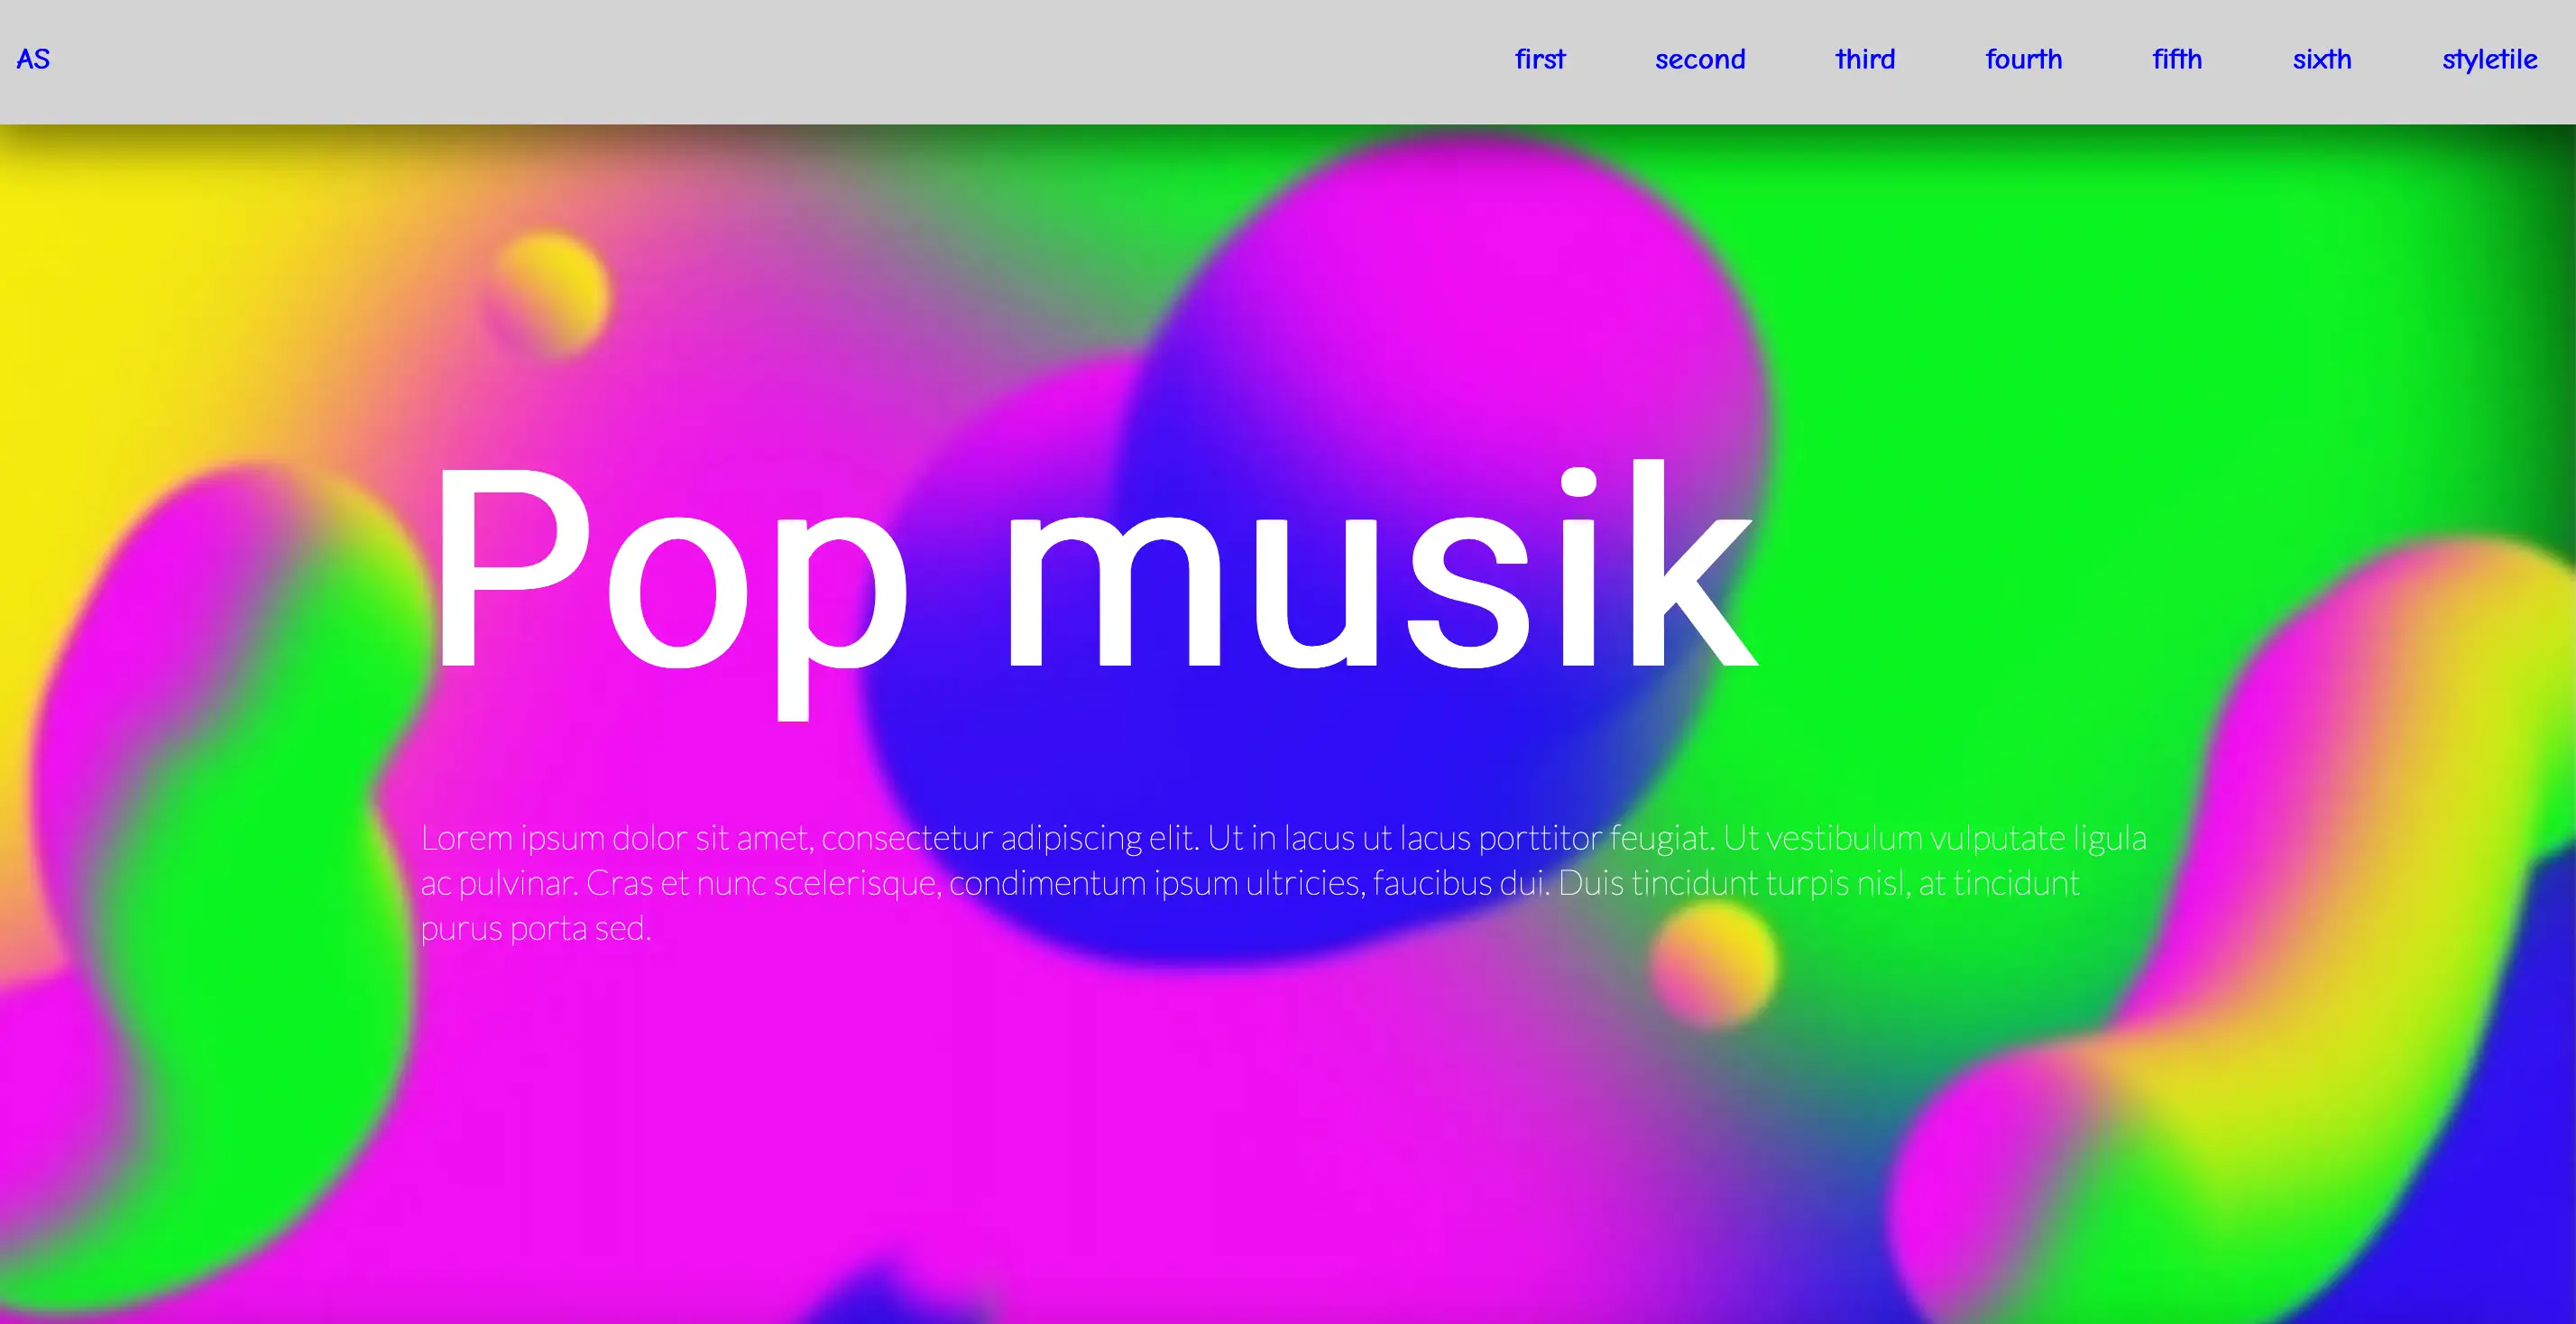 AS first second third fourth fifth sixth styletile
Pop musik
Lorem ipsum dolor sit amet, consectetur adipiscing elit. Ut in lacus ut lacus porttitor feugiat. Ut vestibulum vulputate ligula
ac pulvinar. Cras et nunc scelerisque, condimentum ipsum ultricies, faucibus dui. Duis tincidunt turpis nisl, at tincidunt
purus porta sed.